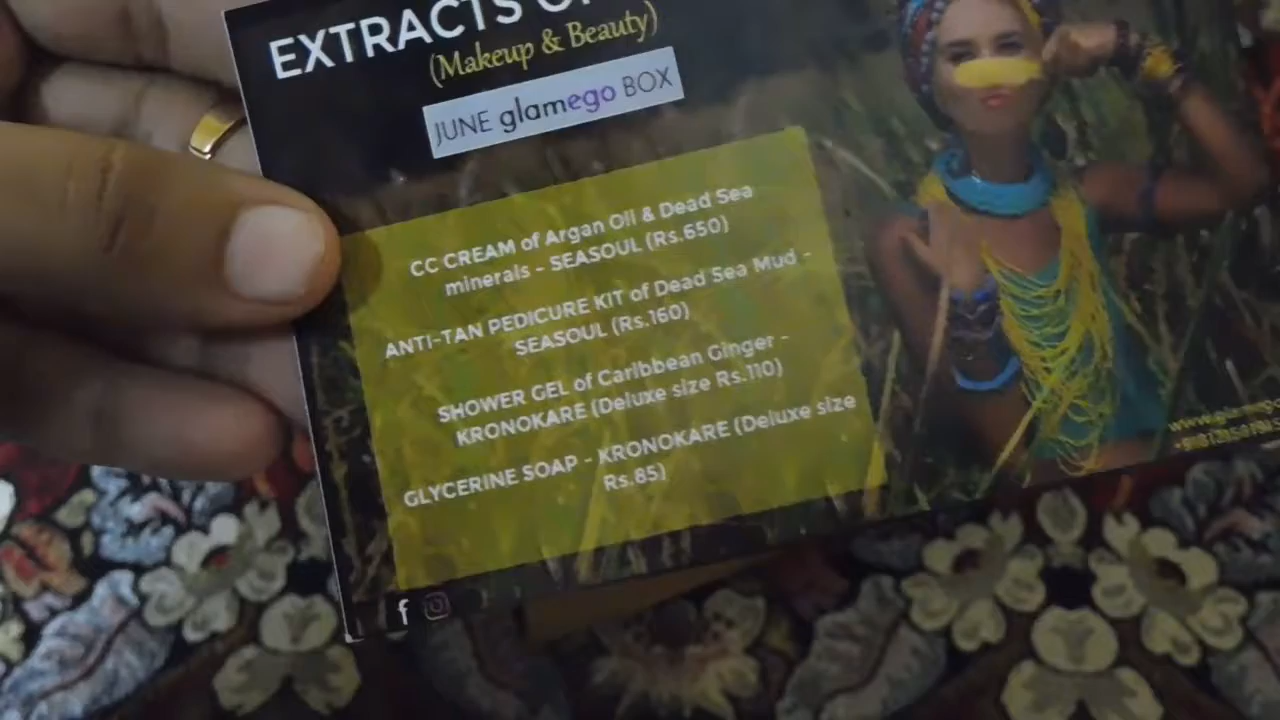 EXTRACTS
(Makeup & Beauty)
JUNE glamego BOX
CC CREAM of Argan Oil & Dead Sea
minerals - SEASOUL (Rs.650)
ANTI-TAN PEDICURE KIT of Dead Sea Mud -
SEASOUL (Rs.160)
SHOWER GEL of Caribbean Ginger -
KRONOKARE (Deluxe size Rs.110)
GLYCERINE SOAP - KRONOKARE (Deluxe size
Rs.85)
f